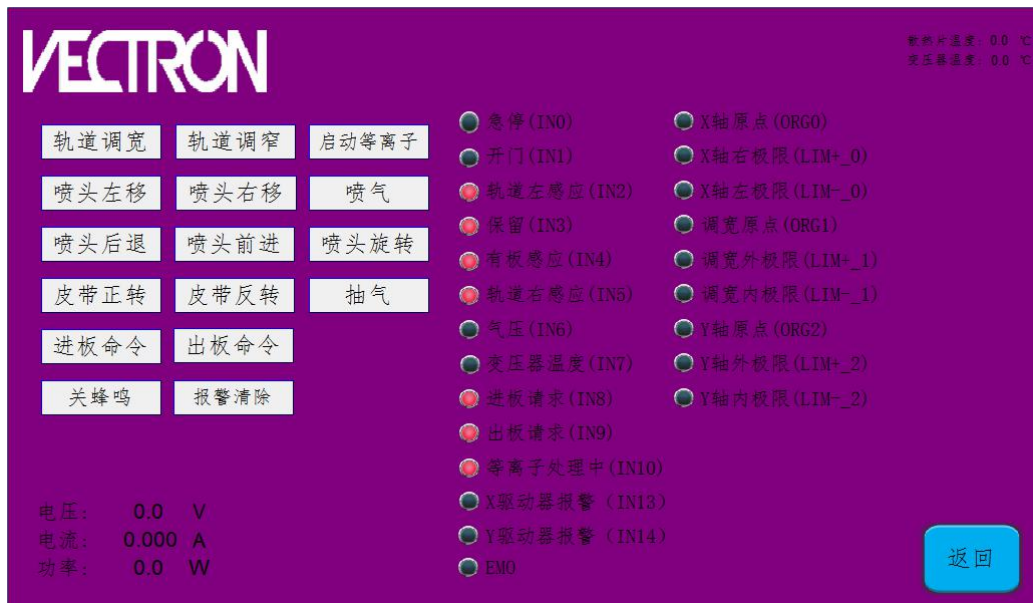 VECTRON
散热片温度: 0.0 ℃
变压器温度: 0.0 ℃
轨道调宽 轨道调窄 启动等离子
喷头左移 喷头右移 喷气
喷头后退 喷头前进 喷头旋转
皮带正转 皮带反转 抽气
进板命令 出板命令
关蜂鸣 报警清除
电压: 0.0 V
电流: 0.000 A
功率: 0.0 W
急停(IN0)
开门(IN1)
轨道左感应(IN2)
保留(IN3)
有板感应(IN4)
轨道右感应(IN5)
气压(IN6)
变压器温度(IN7)
进板请求(IN8)
出板请求(IN9)
等离子处理中(IN10)
X驱动器报警 (IN13)
Y驱动器报警 (IN14)
EMO
X轴原点(ORG0)
X轴右极限(LIM+_0)
X轴左极限(LIM-_0)
调宽原点(ORG1)
调宽外极限(LIM+_1)
调宽内极限(LIM-_1)
Y轴原点(ORG2)
Y轴外极限(LIM+_2)
Y轴内极限(LIM-_2)
返回